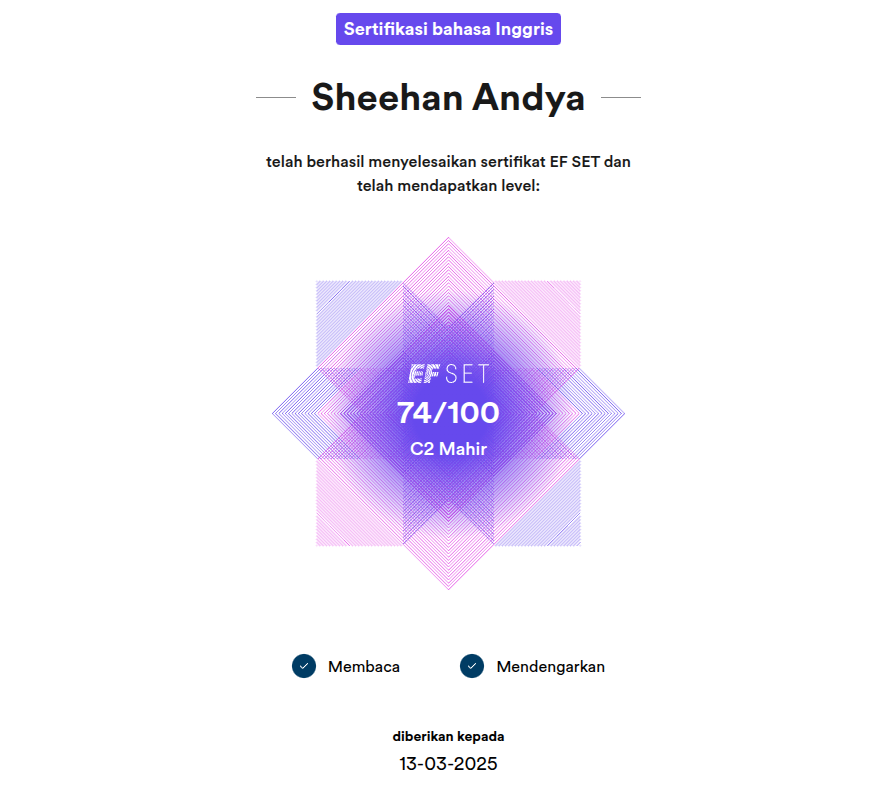 Sertifikasi bahasa Inggris
Sheehan Andya
telah berhasil menyelesaikan sertifikat EF SET dan
telah mendapatkan level:
EF SET
74/100
C2 Mahir
Membaca
Mendengarkan
diberikan kepada
13-03-2025